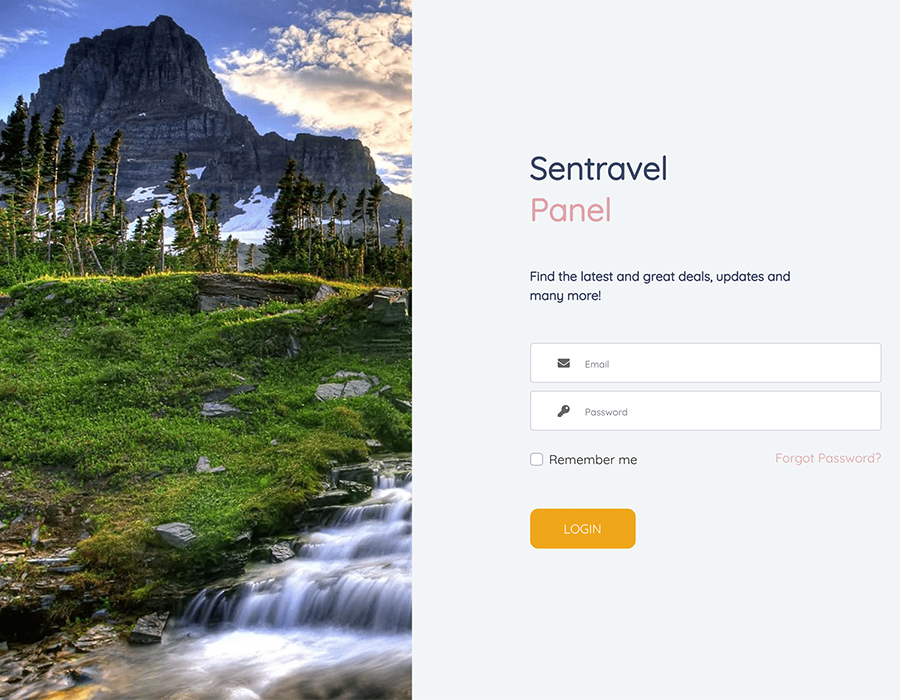 Sentravel
Panel
Find the latest and great deals, updates and
many more!
Email
Password
Remember me
Forgot Password?
LOGIN